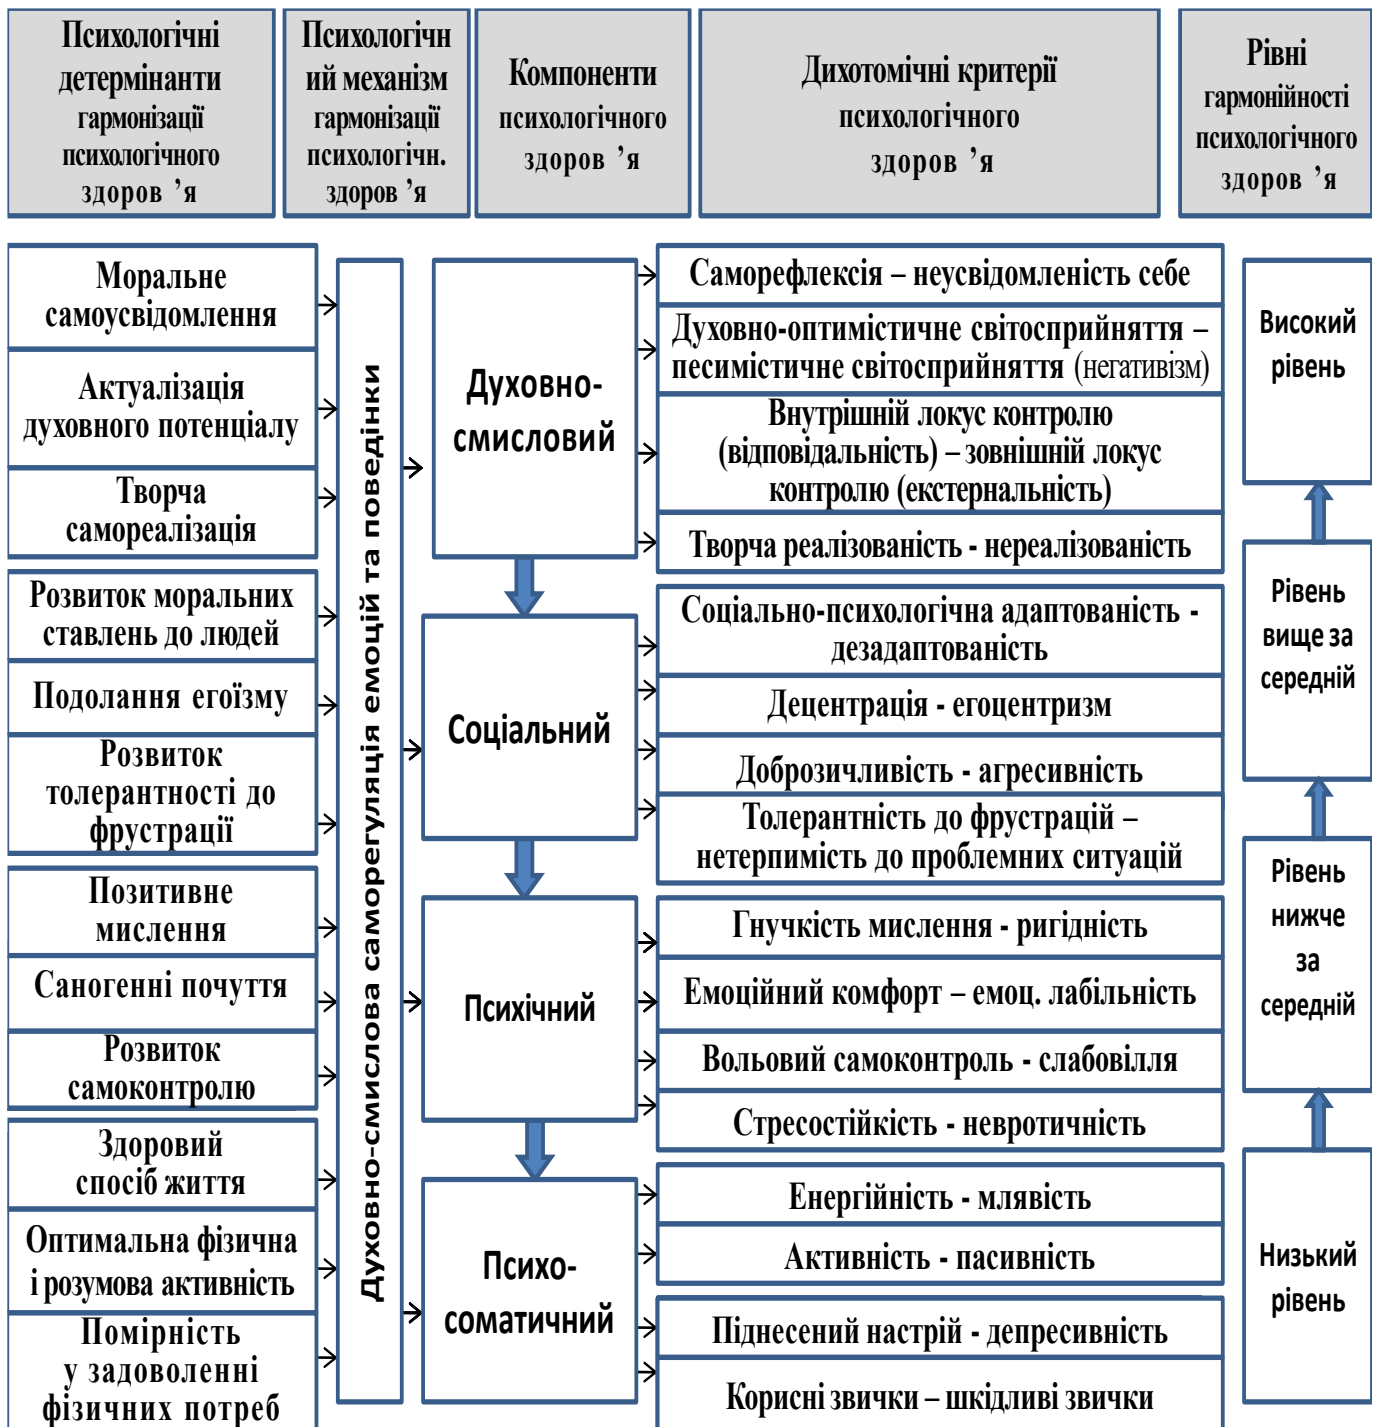 Психологічні
детермінанти
гармонізації
психологічного
здоров ’я
Психологічн
ий механізм
гармонізації
психологічн.
здоров ’я
Компоненти
психологічного
здоров ’я
Дихотомічні критерії
психологічного
здоров ’я
Рівні
гармонійності
психологічного
здоров ’я
Моральне
самоусвідомлення
Актуалізація
духовного потенціалу
Творча
самореалізація
Розвиток моральних
ставлень до людей
Подолання егоїзму
Розвиток
толерантності до
фрустрації
Позитивне
мислення
Саногенні почуття
Розвиток
самоконтролю
Здоровий
спосіб життя
Оптимальна фізична
і розумова активність
Помірність
у задоволенні
фізичних потреб
Духовно-смислова саморегуляція емоцій та поведінки
Духовно-
смисловий
Соціальний
Психічний
Психо-
соматичний
Саморефлексія – неусвідомленість себе
Духовно-оптимістичне світосприйняття –
песимістичне світосприйняття (негативізм)
Внутрішній локус контролю
(відповідальність) – зовнішній локус
контролю (екстернальність)
Творча реалізованість - нереалізованість
Соціально-психологічна адаптованість -
дезадаптованість
Децентрація - егоцентризм
Доброзичливість - агресивність
Толерантність до фрустрацій –
нетерпимість до проблемних ситуацій
Гнучкість мислення - ригідність
Емоційний комфорт – емоц. лабільність
Вольовий самоконтроль - слабовілля
Стресостійкість - невротичність
Енергійність - млявість
Активність - пасивність
Піднесений настрій - депресивність
Корисні звички – шкідливі звички
Високий
рівень
Рівень
вище за
середній
Рівень
нижче
за
середній
Низький
рівень